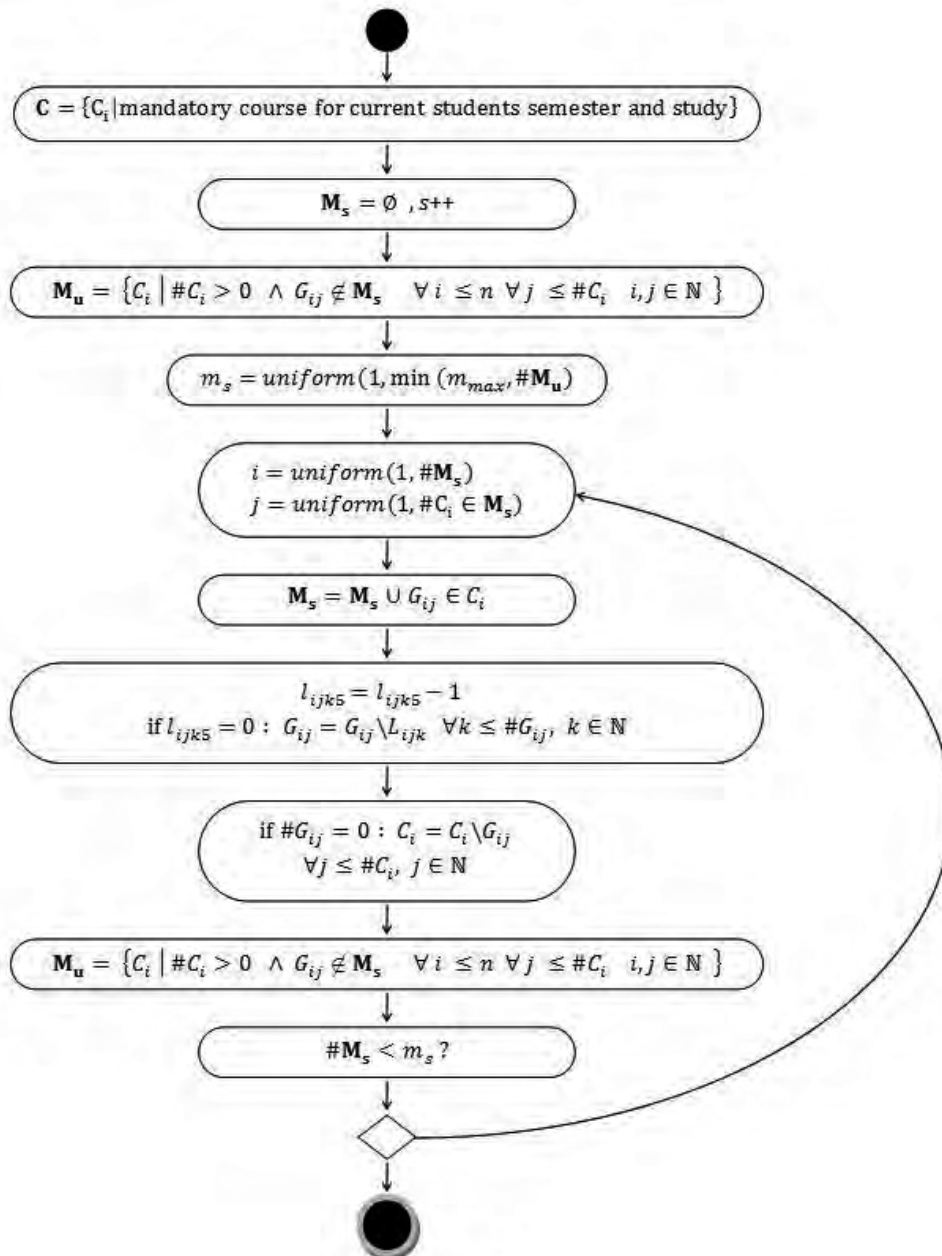 C = {C_i|mandatory course for current students semester and study}
M_s = ∅ , s++
M_u = {C_i | #C_i > 0 ∧ G_ij ∉ M_s ∀ i ≤ n ∀ j ≤ #C_i i, j ∈ ℕ }
m_s = uniform(1, min (m_max, #M_u)
i = uniform(1, #M_s)
j = uniform(1, #C_i ∈ M_s)
M_s = M_s ∪ G_ij ∈ C_i
l_ijk5 = l_ijk5 − 1
if l_ijk5 = 0 : G_ij = G_ij\L_ijk ∀k ≤ #G_ij, k ∈ ℕ
if #G_ij = 0 : C_i = C_i\G_ij
∀j ≤ #C_i, j ∈ ℕ
M_u = {C_i | #C_i > 0 ∧ G_ij ∉ M_s ∀ i ≤ n ∀ j ≤ #C_i i, j ∈ ℕ }
#M_s < m_s ?